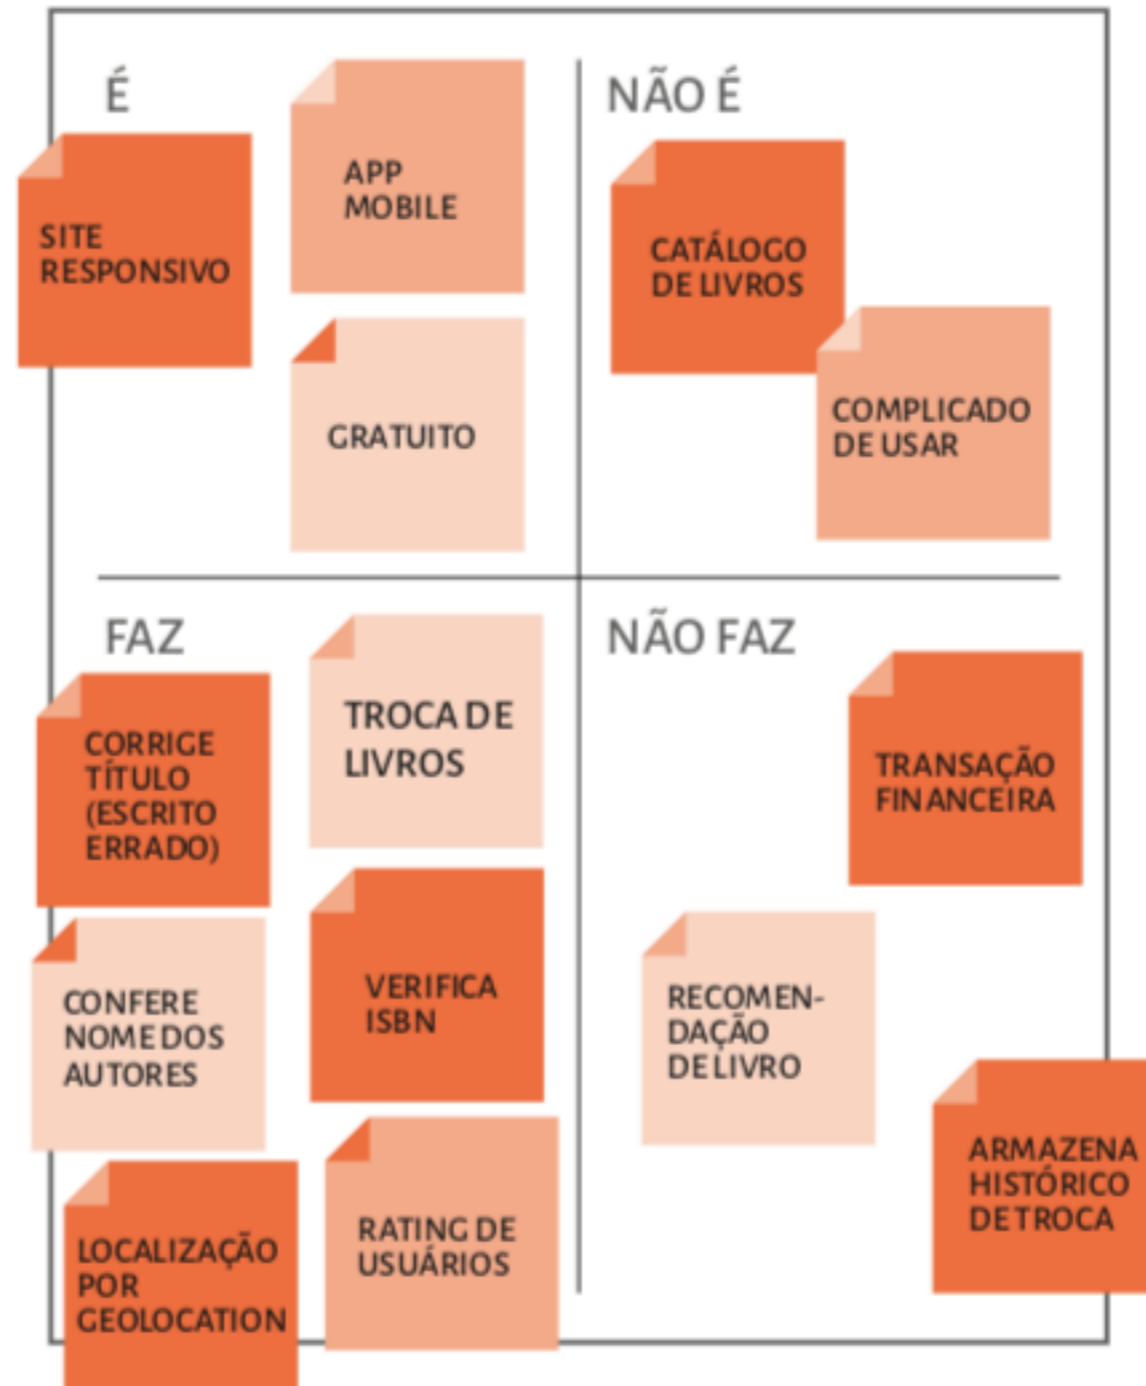 É
SITE
RESPONSIVO
APP
MOBILE
GRATUITO
NÃO É
CATÁLOGO
DE LIVROS
COMPLICADO
DE USAR
FAZ
CORRIGE
TÍTULO
(ESCRITO
ERRADO)
TROCA DE
LIVROS
CONFERE
NOME DOS
AUTORES
VERIFICA
ISBN
LOCALIZAÇÃO
POR
GEOLOCATION
RATING DE
USUÁRIOS
NÃO FAZ
TRANSAÇÃO
FINANCEIRA
RECOMEN-
DAÇÃO
DE LIVRO
ARMAZENA
HISTÓRICO
DE TROCA